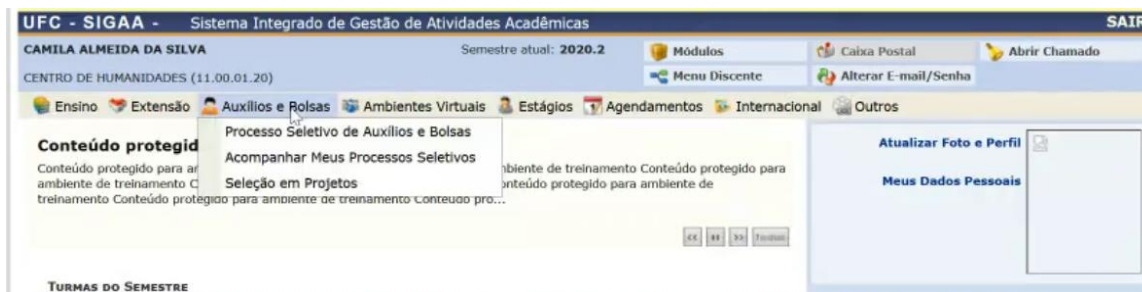 UFC - SIGAA - Sistema Integrado de Gestão de Atividades Acadêmicas SAIR
CAMILA ALMEIDA DA SILVA Semestre atual: 2020.2 Módulos Caixa Postal Abrir Chamado
CENTRO DE HUMANIDADES (11.00.01.20) Menu Discente Alterar E-mail/Senha
Ensino Extensão Auxílios e Bolsas Ambientes Virtuais Estágios Agendamentos Internacional Outros
Processo Seletivo de Auxílios e Bolsas
Acompanhar Meus Processos Seletivos
Seleção em Projetos
Conteúdo protegid
Conteúdo protegido para ar mbiente de treinamento Conteúdo protegido para
ambiente de treinamento C onteúdo protegido para ambiente de
treinamento Conteúdo protegido para ambiente de treinamento Conteúdo pro...
Atualizar Foto e Perfil
Meus Dados Pessoais
<< >>
TURMAS DO SEMESTRE